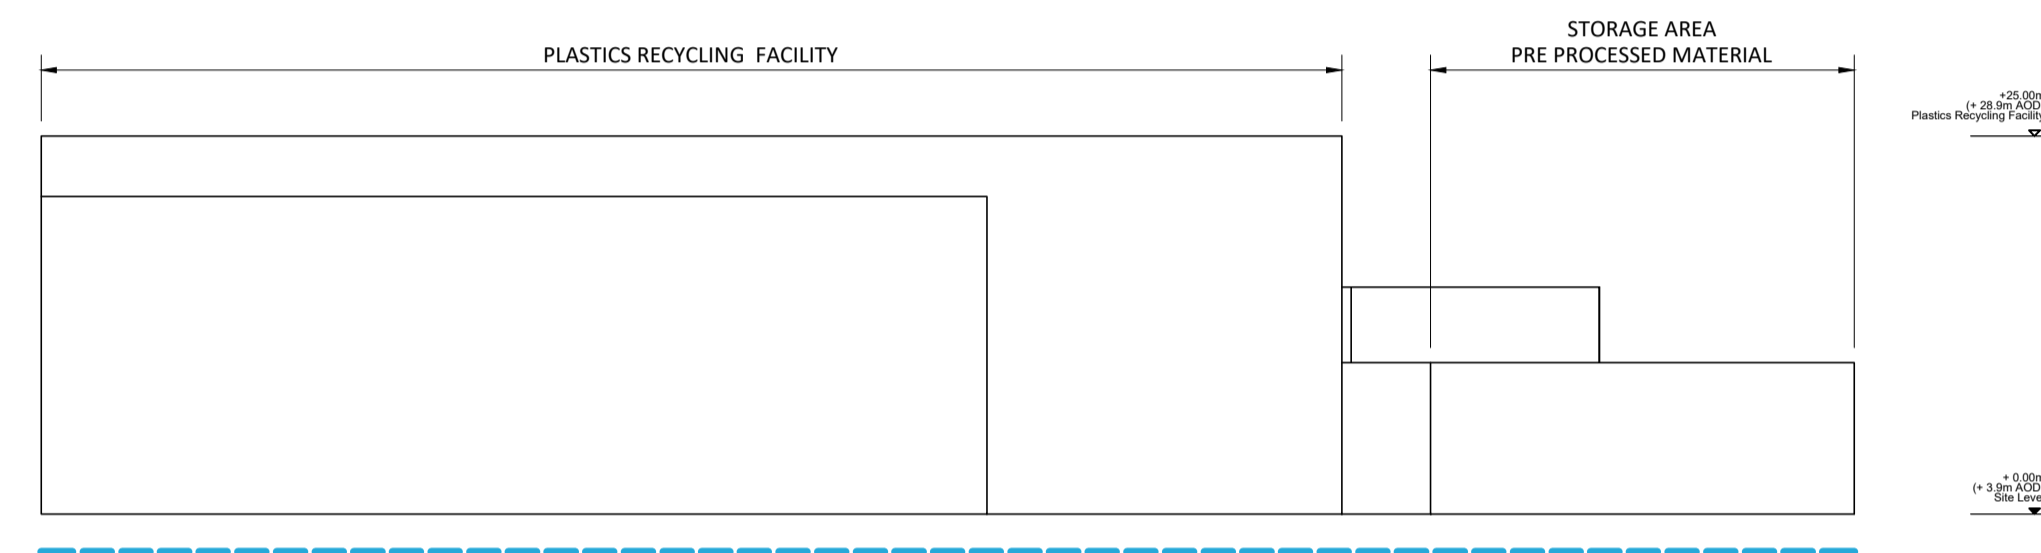 PLASTICS RECYCLING FACILITY
STORAGE AREA
PRE PROCESSED MATERIAL
+25.00m
(+ 28.9m AOD
Plastics Recycling Facility
+ 0.00m
(+ 3.9m AOD
Site Leve